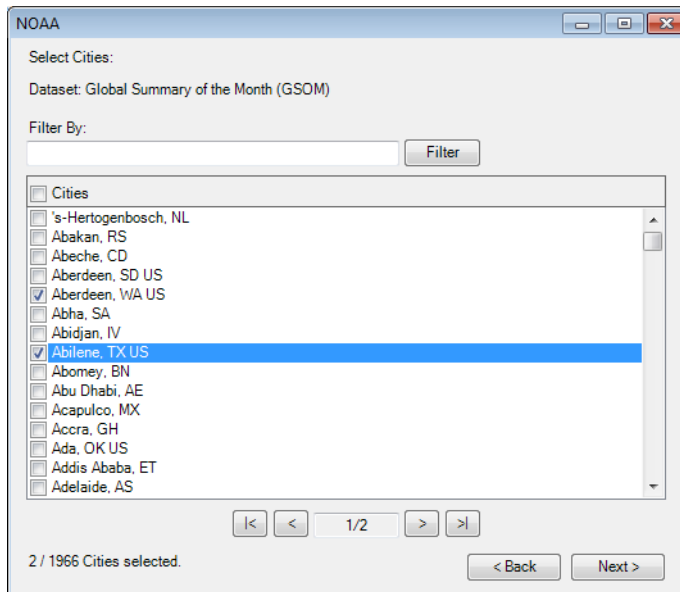 NOAA
Select Cities:
Dataset: Global Summary of the Month (GSOM)
Filter By:
Filter
Cities
's-Hertogenbosch, NL
Abakan, RS
Abeche, CD
Aberdeen, SD US
Aberdeen, WA US
Abha, SA
Abidjan, IV
Abilene, TX US
Abomey, BN
Abu Dhabi, AE
Acapulco, MX
Accra, GH
Ada, OK US
Addis Ababa, ET
Adelaide, AS
|< < 1/2 > >|
2 / 1966 Cities selected.
< Back Next >